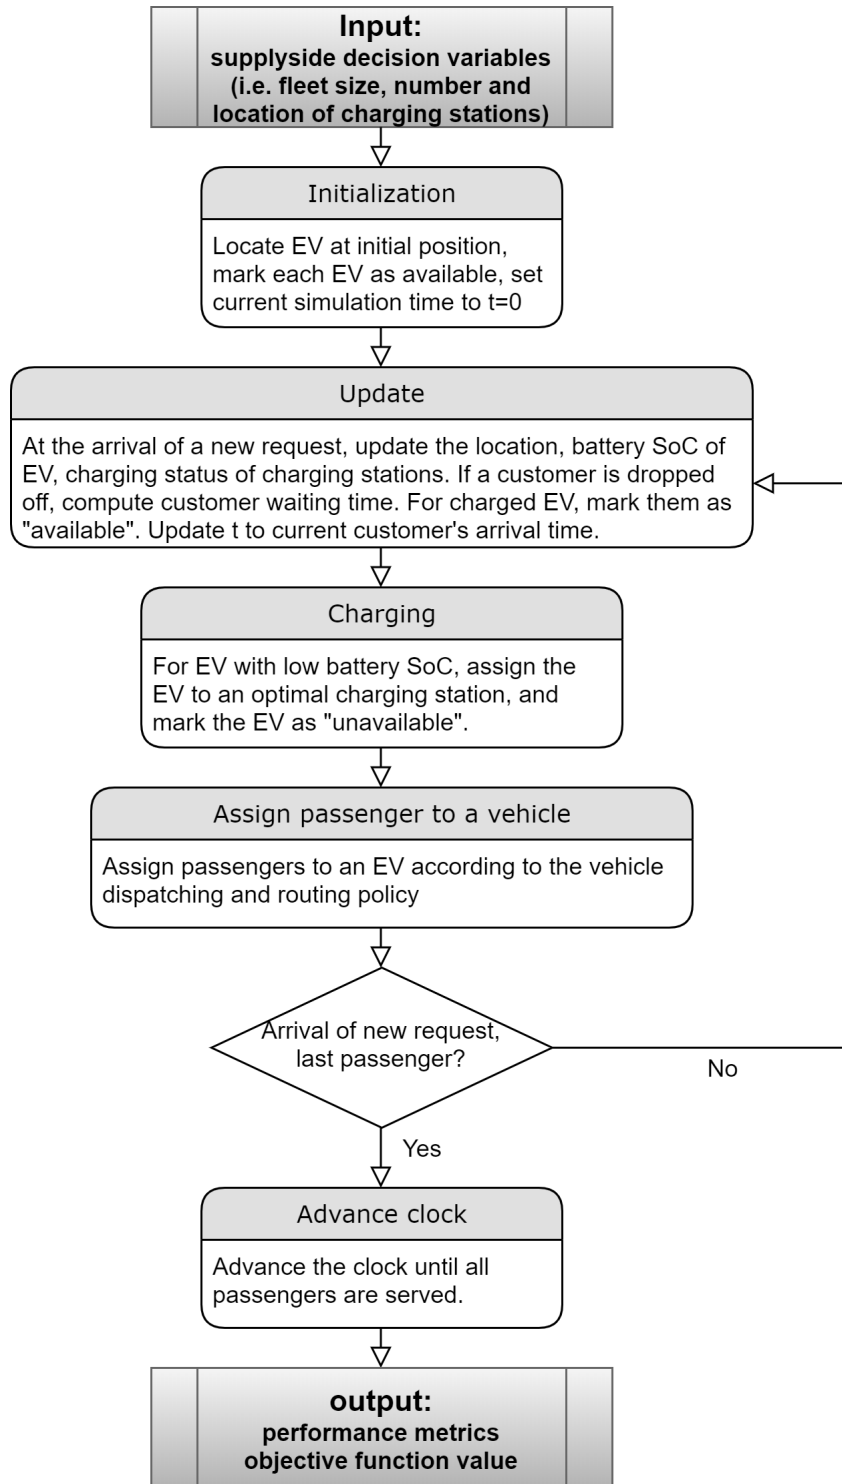 Input:
supplyside decision variables
(i.e. fleet size, number and
location of charging stations)
Initialization
Locate EV at initial position,
mark each EV as available, set
current simulation time to t=0
Update
At the arrival of a new request, update the location, battery SoC of
EV, charging status of charging stations. If a customer is dropped
off, compute customer waiting time. For charged EV, mark them as
"available". Update t to current customer's arrival time.
Charging
For EV with low battery SoC, assign the
EV to an optimal charging station, and
mark the EV as "unavailable".
Assign passenger to a vehicle
Assign passengers to an EV according to the vehicle
dispatching and routing policy
Arrival of new request,
last passenger?
No
Yes
Advance clock
Advance the clock until all
passengers are served.
output:
performance metrics
objective function value